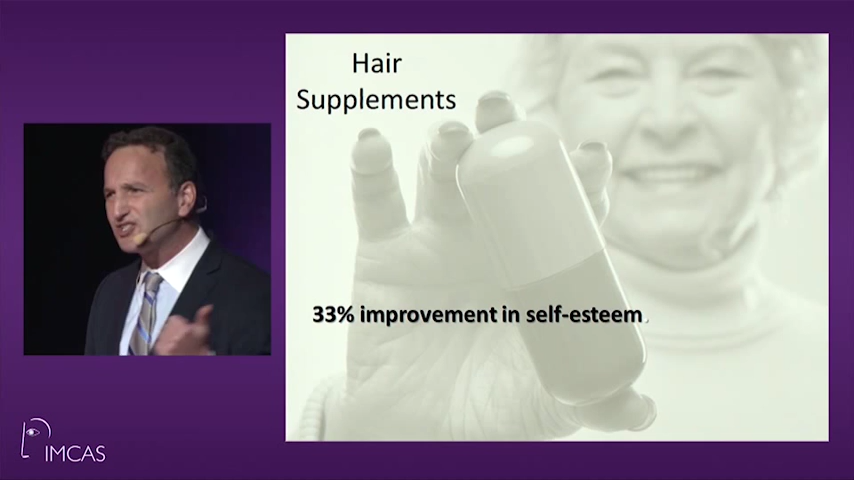 Hair
Supplements
33% improvement in self-esteem.
IMCAS